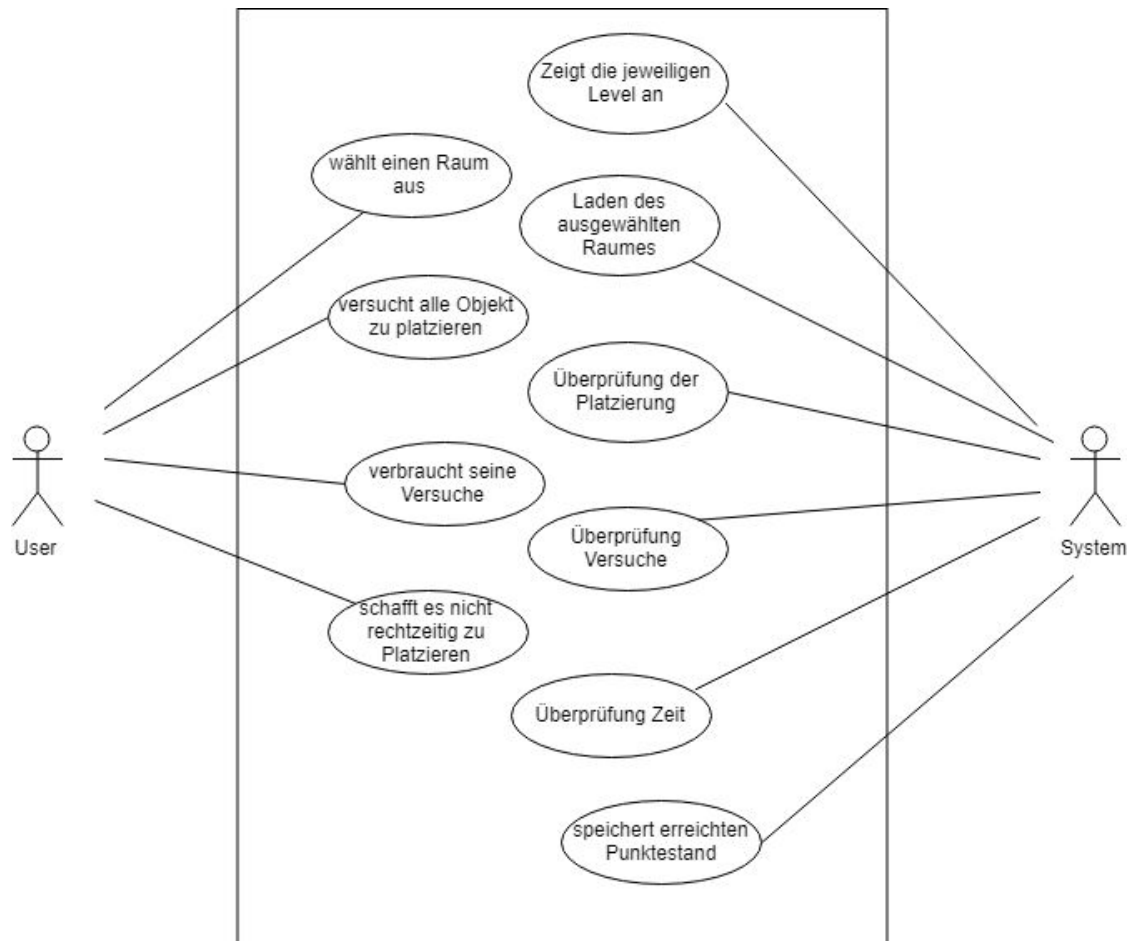 Zeigt die jeweiligen
Level an
wählt einen Raum
aus
Laden des
ausgewählten
Raumes
versucht alle Objekt
zu platzieren
Überprüfung der
Platzierung
verbraucht seine
Versuche
Überprüfung
Versuche
User
System
schafft es nicht
rechtzeitig zu
Platzieren
Überprüfung Zeit
speichert erreichten
Punktestand